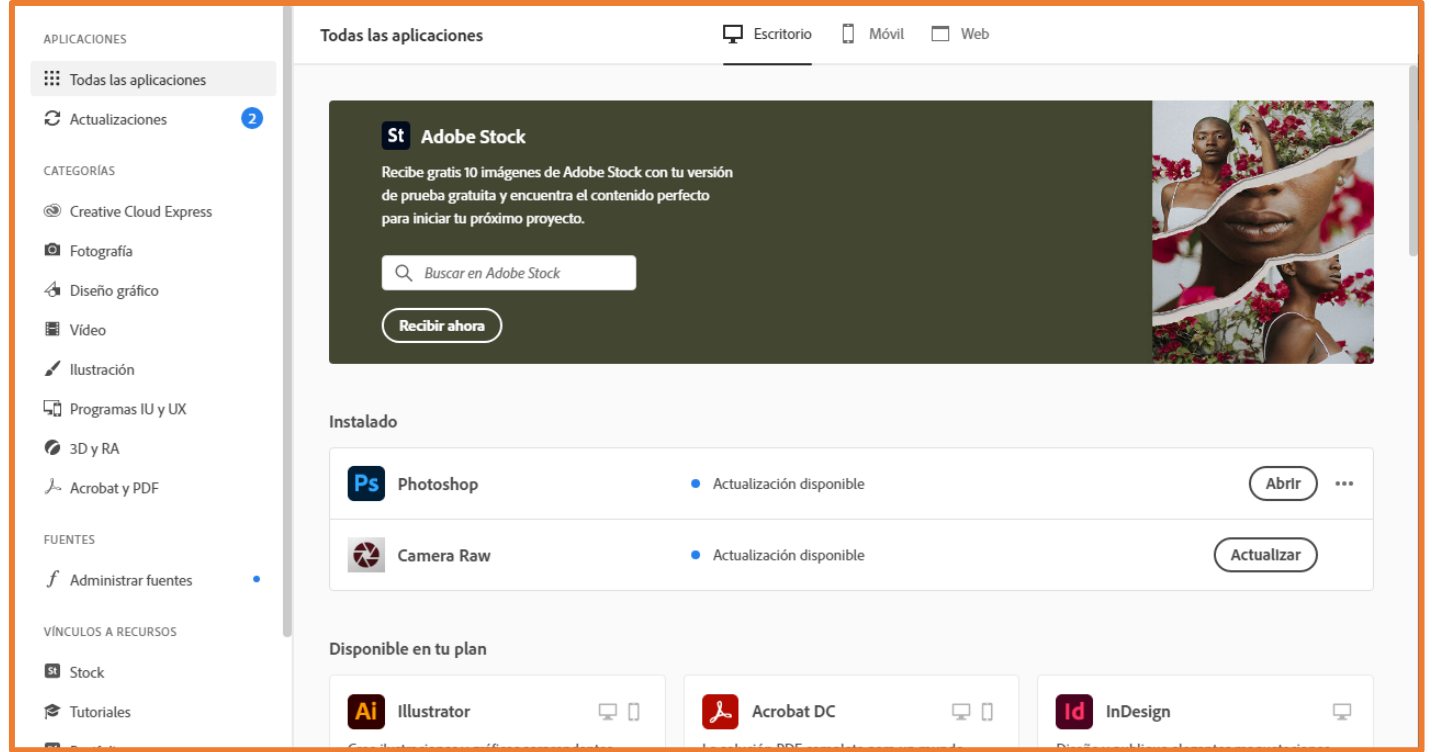 APLICACIONES
Todas las aplicaciones
Actualizaciones 2
CATEGORÍAS
Creative Cloud Express
Fotografía
Diseño gráfico
Vídeo
Ilustración
Programas IU y UX
3D y RA
Acrobat y PDF
FUENTES
f Administrar fuentes
VÍNCULOS A RECURSOS
St Stock
Tutoriales
Todas las aplicaciones
Escritorio Móvil Web
St Adobe Stock
Recibe gratis 10 imágenes de Adobe Stock con tu versión
de prueba gratuita y encuentra el contenido perfecto
para iniciar tu próximo proyecto.
Buscar en Adobe Stock
Recibir ahora
Instalado
Ps Photoshop Actualización disponible Abrir
Camera Raw Actualización disponible Actualizar
Disponible en tu plan
Ai Illustrator
Acrobat DC
Id InDesign